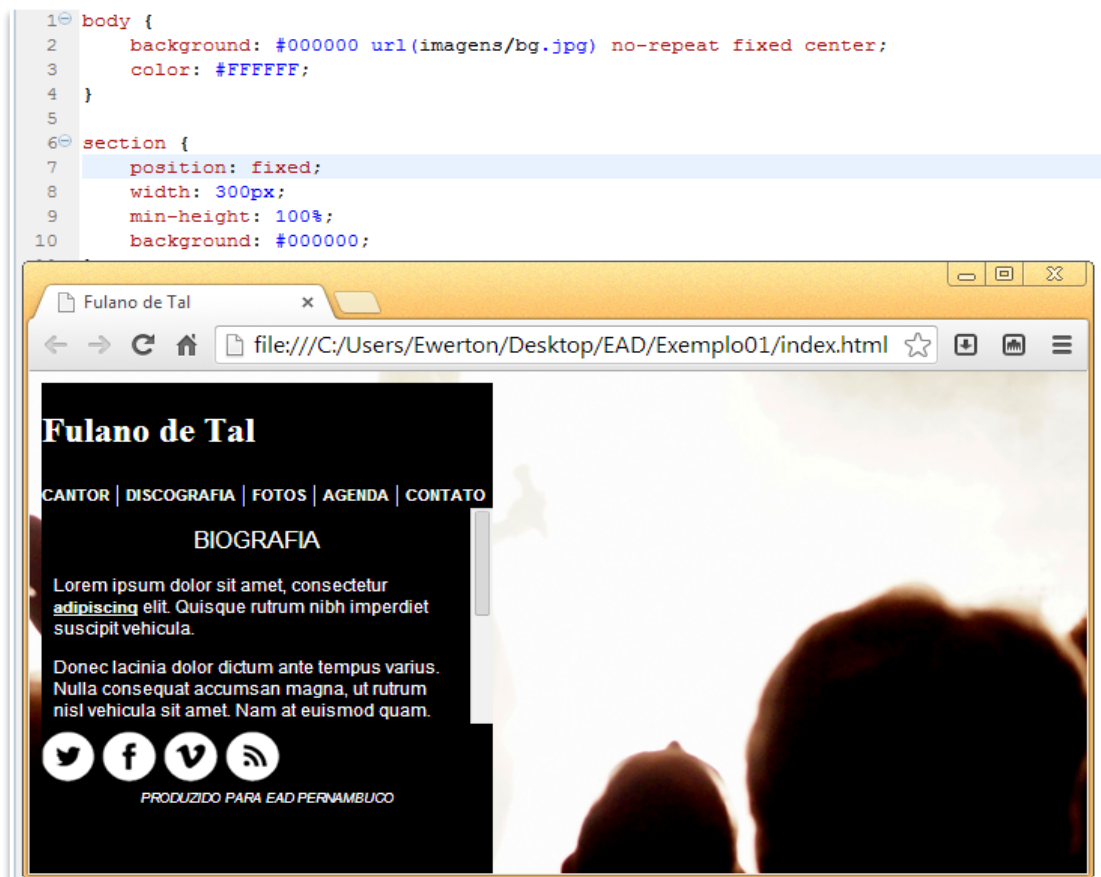 1 body {
2 background: #000000 url(imagens/bg.jpg) no-repeat fixed center;
3 color: #FFFFFF;
4 }
5
6 section {
7 position: fixed;
8 width: 300px;
9 min-height: 100%;
10 background: #000000;
Fulano de Tal
file:///C:/Users/Ewerton/Desktop/EAD/Exemplo01/index.html
Fulano de Tal
CANTOR | DISCOGRAFIA | FOTOS | AGENDA | CONTATO
BIOGRAFIA
Lorem ipsum dolor sit amet, consectetur
adipiscing elit. Quisque rutrum nibh imperdiet
suscipit vehicula.
Donec lacinia dolor dictum ante tempus varius.
Nulla consequat accumsan magna, ut rutrum
nisl vehicula sit amet. Nam at euismod quam.
PRODUZIDO PARA EAD PERNAMBUCO